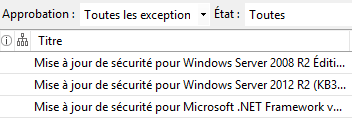 Approbation : Toutes les exception État : Toutes
Titre
Mise à jour de sécurité pour Windows Server 2008 R2 Éditi...
Mise à jour de sécurité pour Windows Server 2012 R2 (KB3...
Mise à jour de sécurité pour Microsoft .NET Framework v...